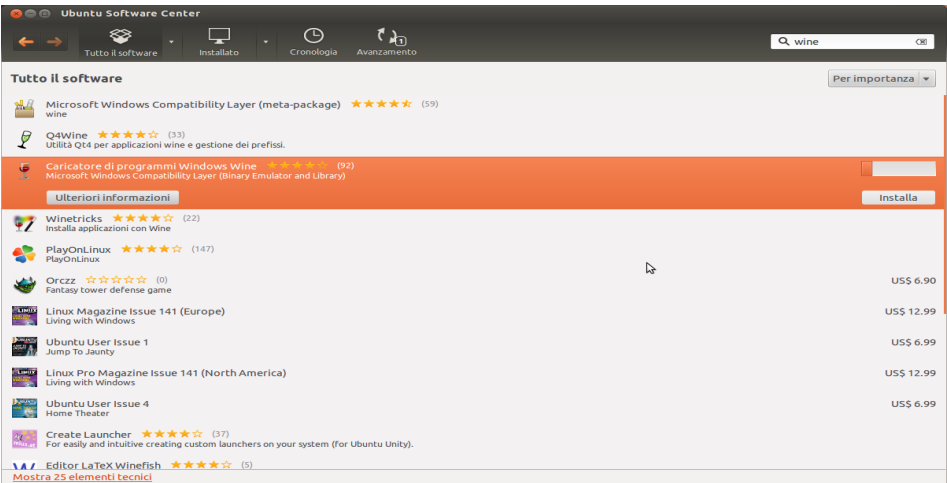 Ubuntu Software Center
Tutto il software
Installato
Cronologia
Avanzamento
1
wine
Tutto il software
Per importanza
Microsoft Windows Compatibility Layer (meta-package) (59)
wine
Q4Wine (33)
Utilità Qt4 per applicazioni wine e gestione dei prefissi.
Caricatore di programmi Windows Wine (92)
Microsoft Windows Compatibility Layer (Binary Emulator and Library)
Ulteriori informazioni
Installa
Winetricks (22)
Installa applicazioni con Wine
PlayOnLinux (147)
PlayOnLinux
Orczz (0)
Fantasy tower defense game
US$ 6.90
Linux Magazine Issue 141 (Europe)
Living with Windows
US$ 12.99
Ubuntu User Issue 1
Jump To Jaunty
US$ 6.99
Linux Pro Magazine Issue 141 (North America)
Living with Windows
US$ 12.99
Ubuntu User Issue 4
Home Theater
US$ 6.99
Create Launcher (37)
For easily and intuitive creating custom launchers on your system (for Ubuntu Unity).
Editor LaTeX Winefish (5)
Mostra 25 elementi tecnici